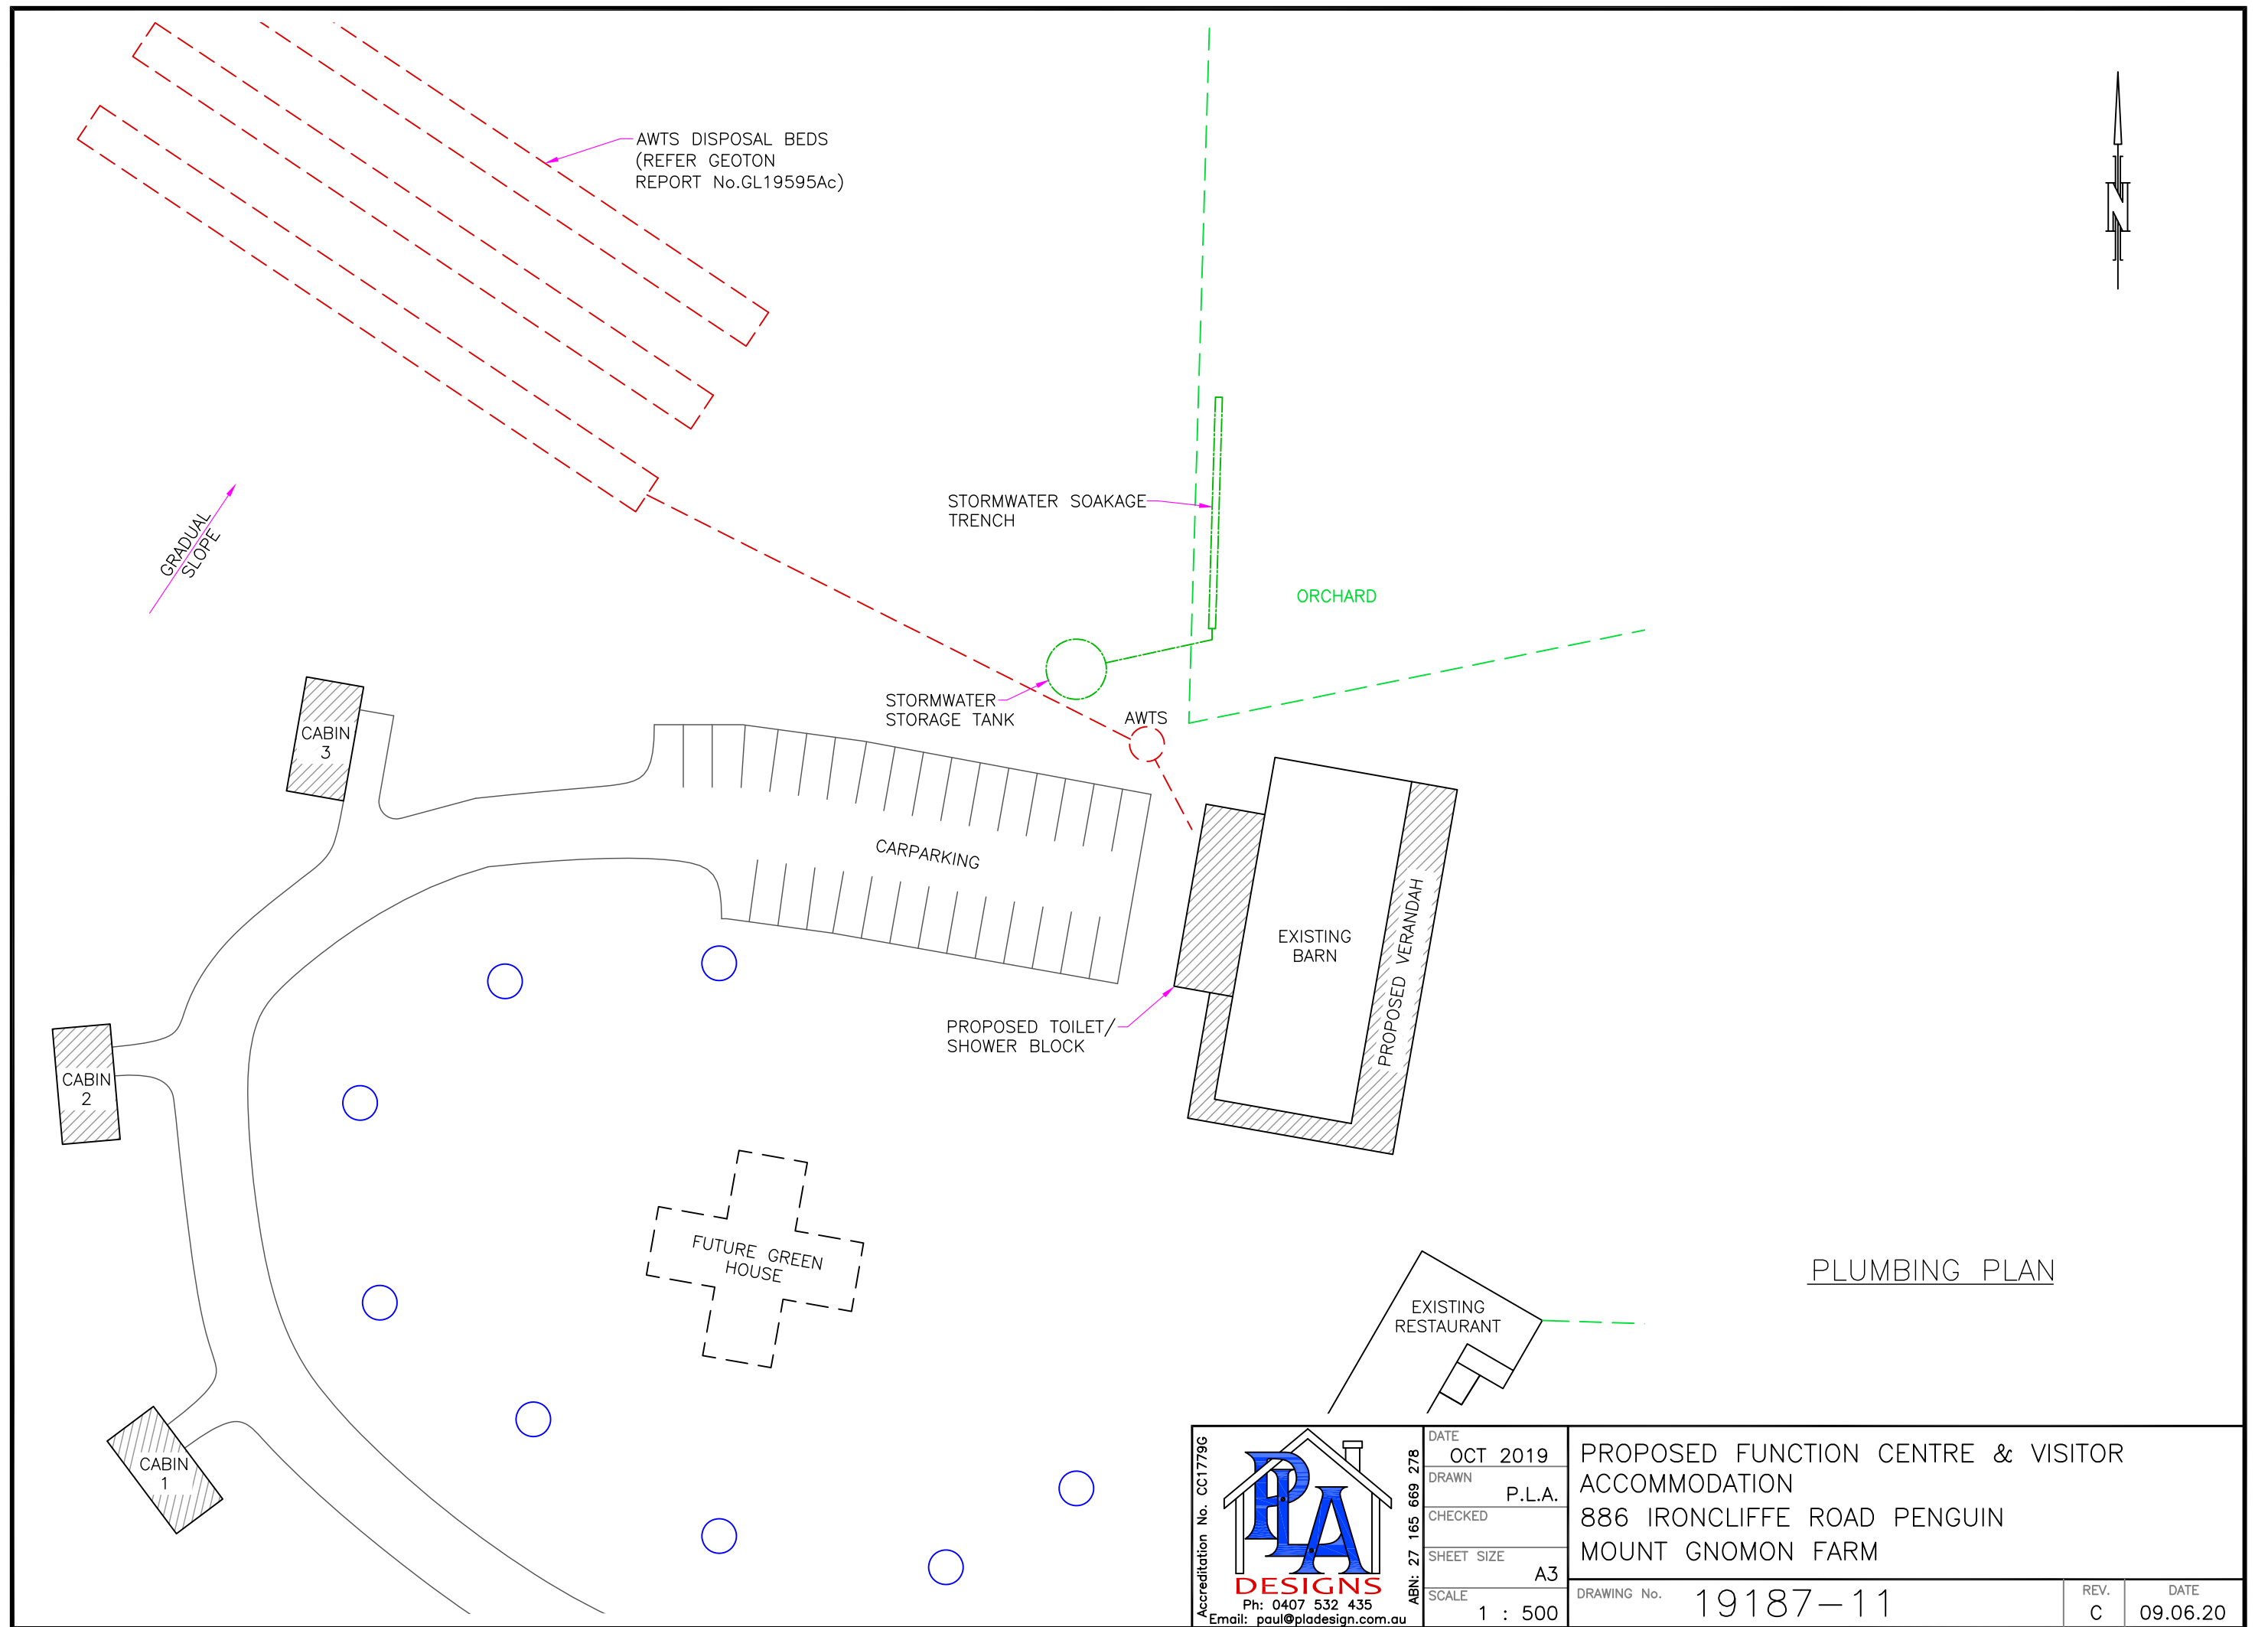 AWTS DISPOSAL BEDS
(REFER GEOTON
REPORT No.GL19595Ac)
N
GRADUAL
SLOPE
STORMWATER SOAKAGE
TRENCH
ORCHARD
STORMWATER
STORAGE TANK
AWTS
CABIN
3
CARPARKING
EXISTING
BARN
PROPOSED VERANDAH
PROPOSED TOILET/
SHOWER BLOCK
CABIN
2
FUTURE GREEN
HOUSE
PLUMBING PLAN
EXISTING
RESTAURANT
CABIN
1
Accreditation No. CC1779G
PLA
DESIGNS
Ph: 0407 532 435
Email: paul@pladesign.com.au
ABN: 27 165 669 278
DATE
OCT 2019
DRAWN
P.L.A.
CHECKED
SHEET SIZE
A3
SCALE
1 : 500
PROPOSED FUNCTION CENTRE & VISITOR
ACCOMMODATION
886 IRONCLIFFE ROAD PENGUIN
MOUNT GNOMON FARM
DRAWING No. 19187-11
REV.
C
DATE
09.06.20